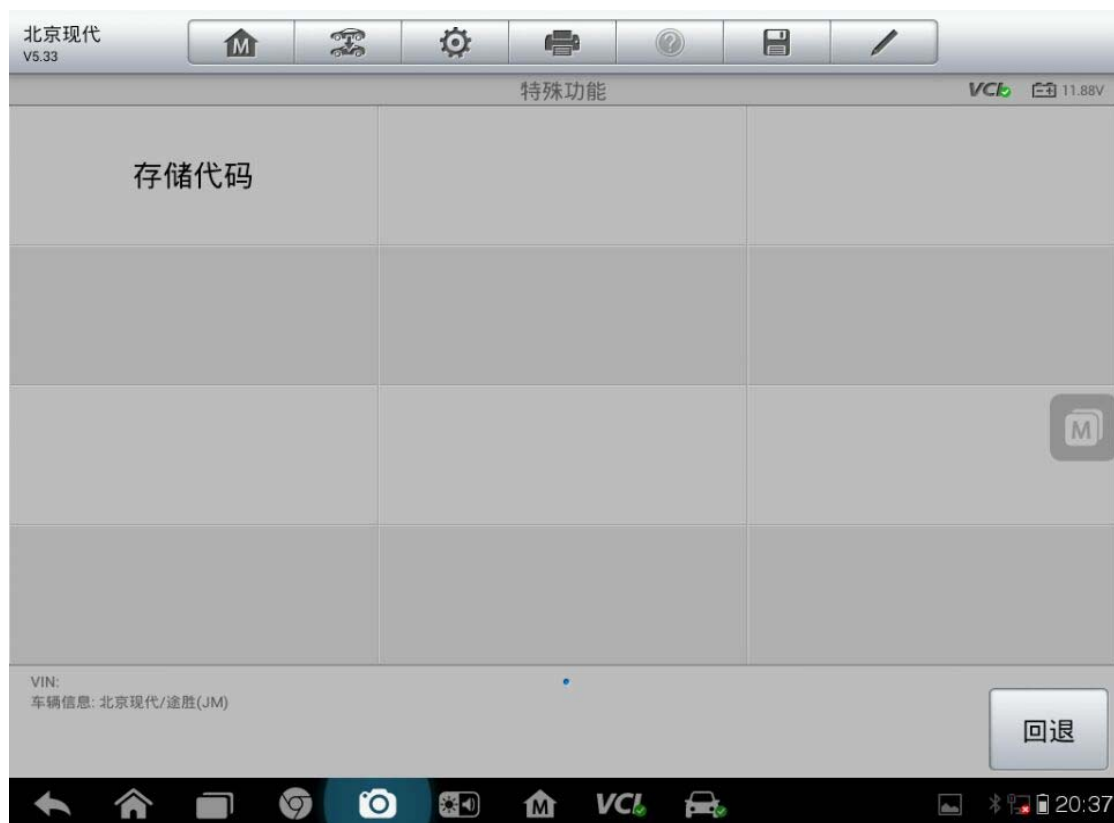 北京现代
V5.33
M
特殊功能
VCI
11.88V
存储代码
M
VIN:
车辆信息: 北京现代/途胜(JM)
回退
M
VCI
20:37